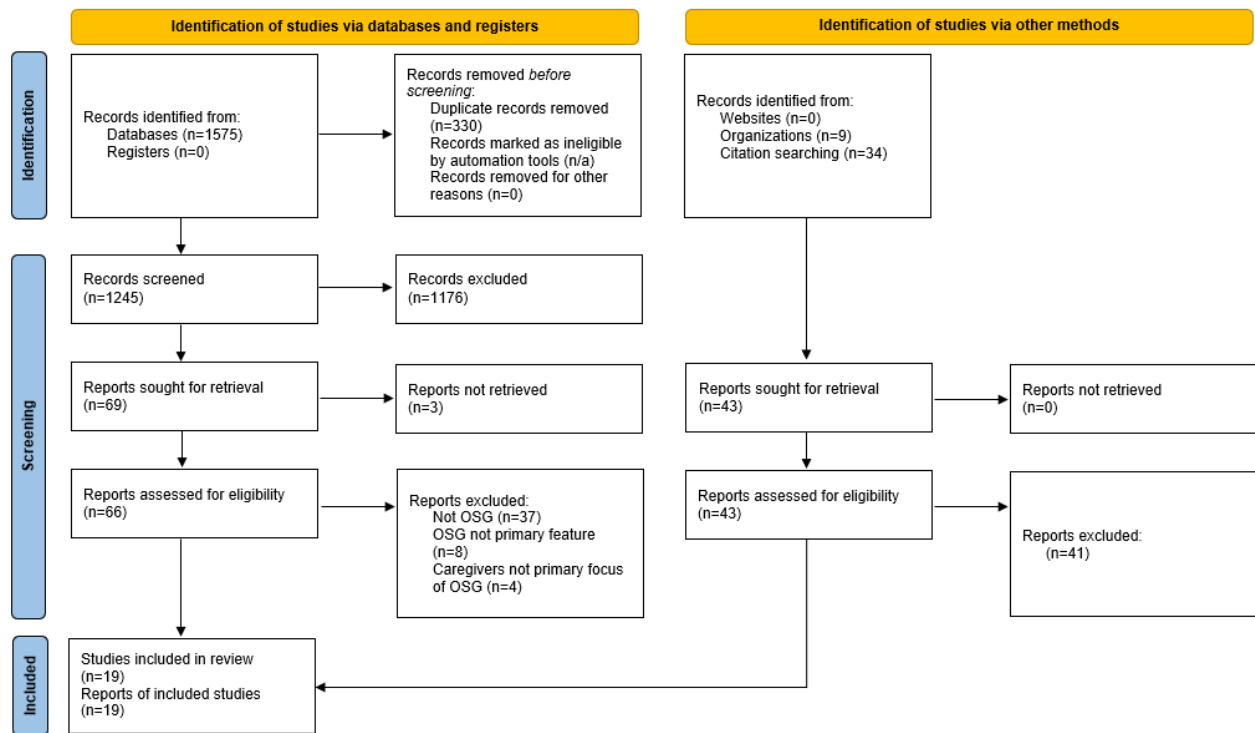 Identification of studies via databases and registers
Identification of studies via other methods
Identification
Records identified from:
Databases (n=1575)
Registers (n=0)
Records removed before
screening:
Duplicate records removed
(n=330)
Records marked as ineligible
by automation tools (n/a)
Records removed for other
reasons (n=0)
Records identified from:
Websites (n=0)
Organizations (n=9)
Citation searching (n=34)
Screening
Records screened
(n=1245)
Records excluded
(n=1176)
Reports sought for retrieval
(n=69)
Reports not retrieved
(n=3)
Reports sought for retrieval
(n=43)
Reports not retrieved
(n=0)
Reports assessed for eligibility
(n=66)
Reports excluded:
Not OSG (n=37)
OSG not primary feature
(n=8)
Caregivers not primary focus
of OSG (n=4)
Reports assessed for eligibility
(n=43)
Reports excluded:
(n=41)
Included
Studies included in review
(n=19)
Reports of included studies
(n=19)